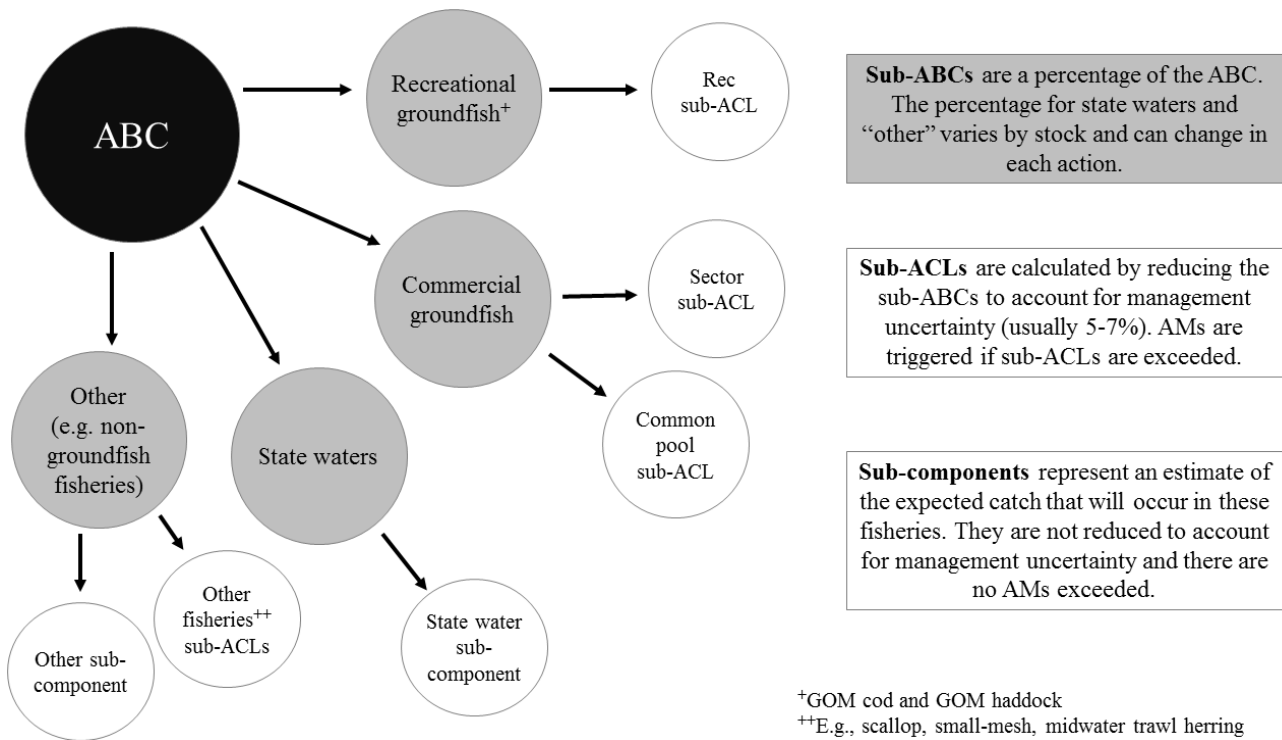 ABC
Recreational
groundfish+
Rec
sub-ACL
Commercial
groundfish
Sector
sub-ACL
Common
pool
sub-ACL
Other
(e.g. non-
groundfish
fisheries)
State waters
Other sub-
component
Other
fisheries++
sub-ACLs
State water
sub-
component
Sub-ABCs are a percentage of the ABC.
The percentage for state waters and
“other” varies by stock and can change in
each action.
Sub-ACLs are calculated by reducing the
sub-ABCs to account for management
uncertainty (usually 5-7%). AMs are
triggered if sub-ACLs are exceeded.
Sub-components represent an estimate of
the expected catch that will occur in these
fisheries. They are not reduced to account
for management uncertainty and there are
no AMs exceeded.
+GOM cod and GOM haddock
++E.g., scallop, small-mesh, midwater trawl herring